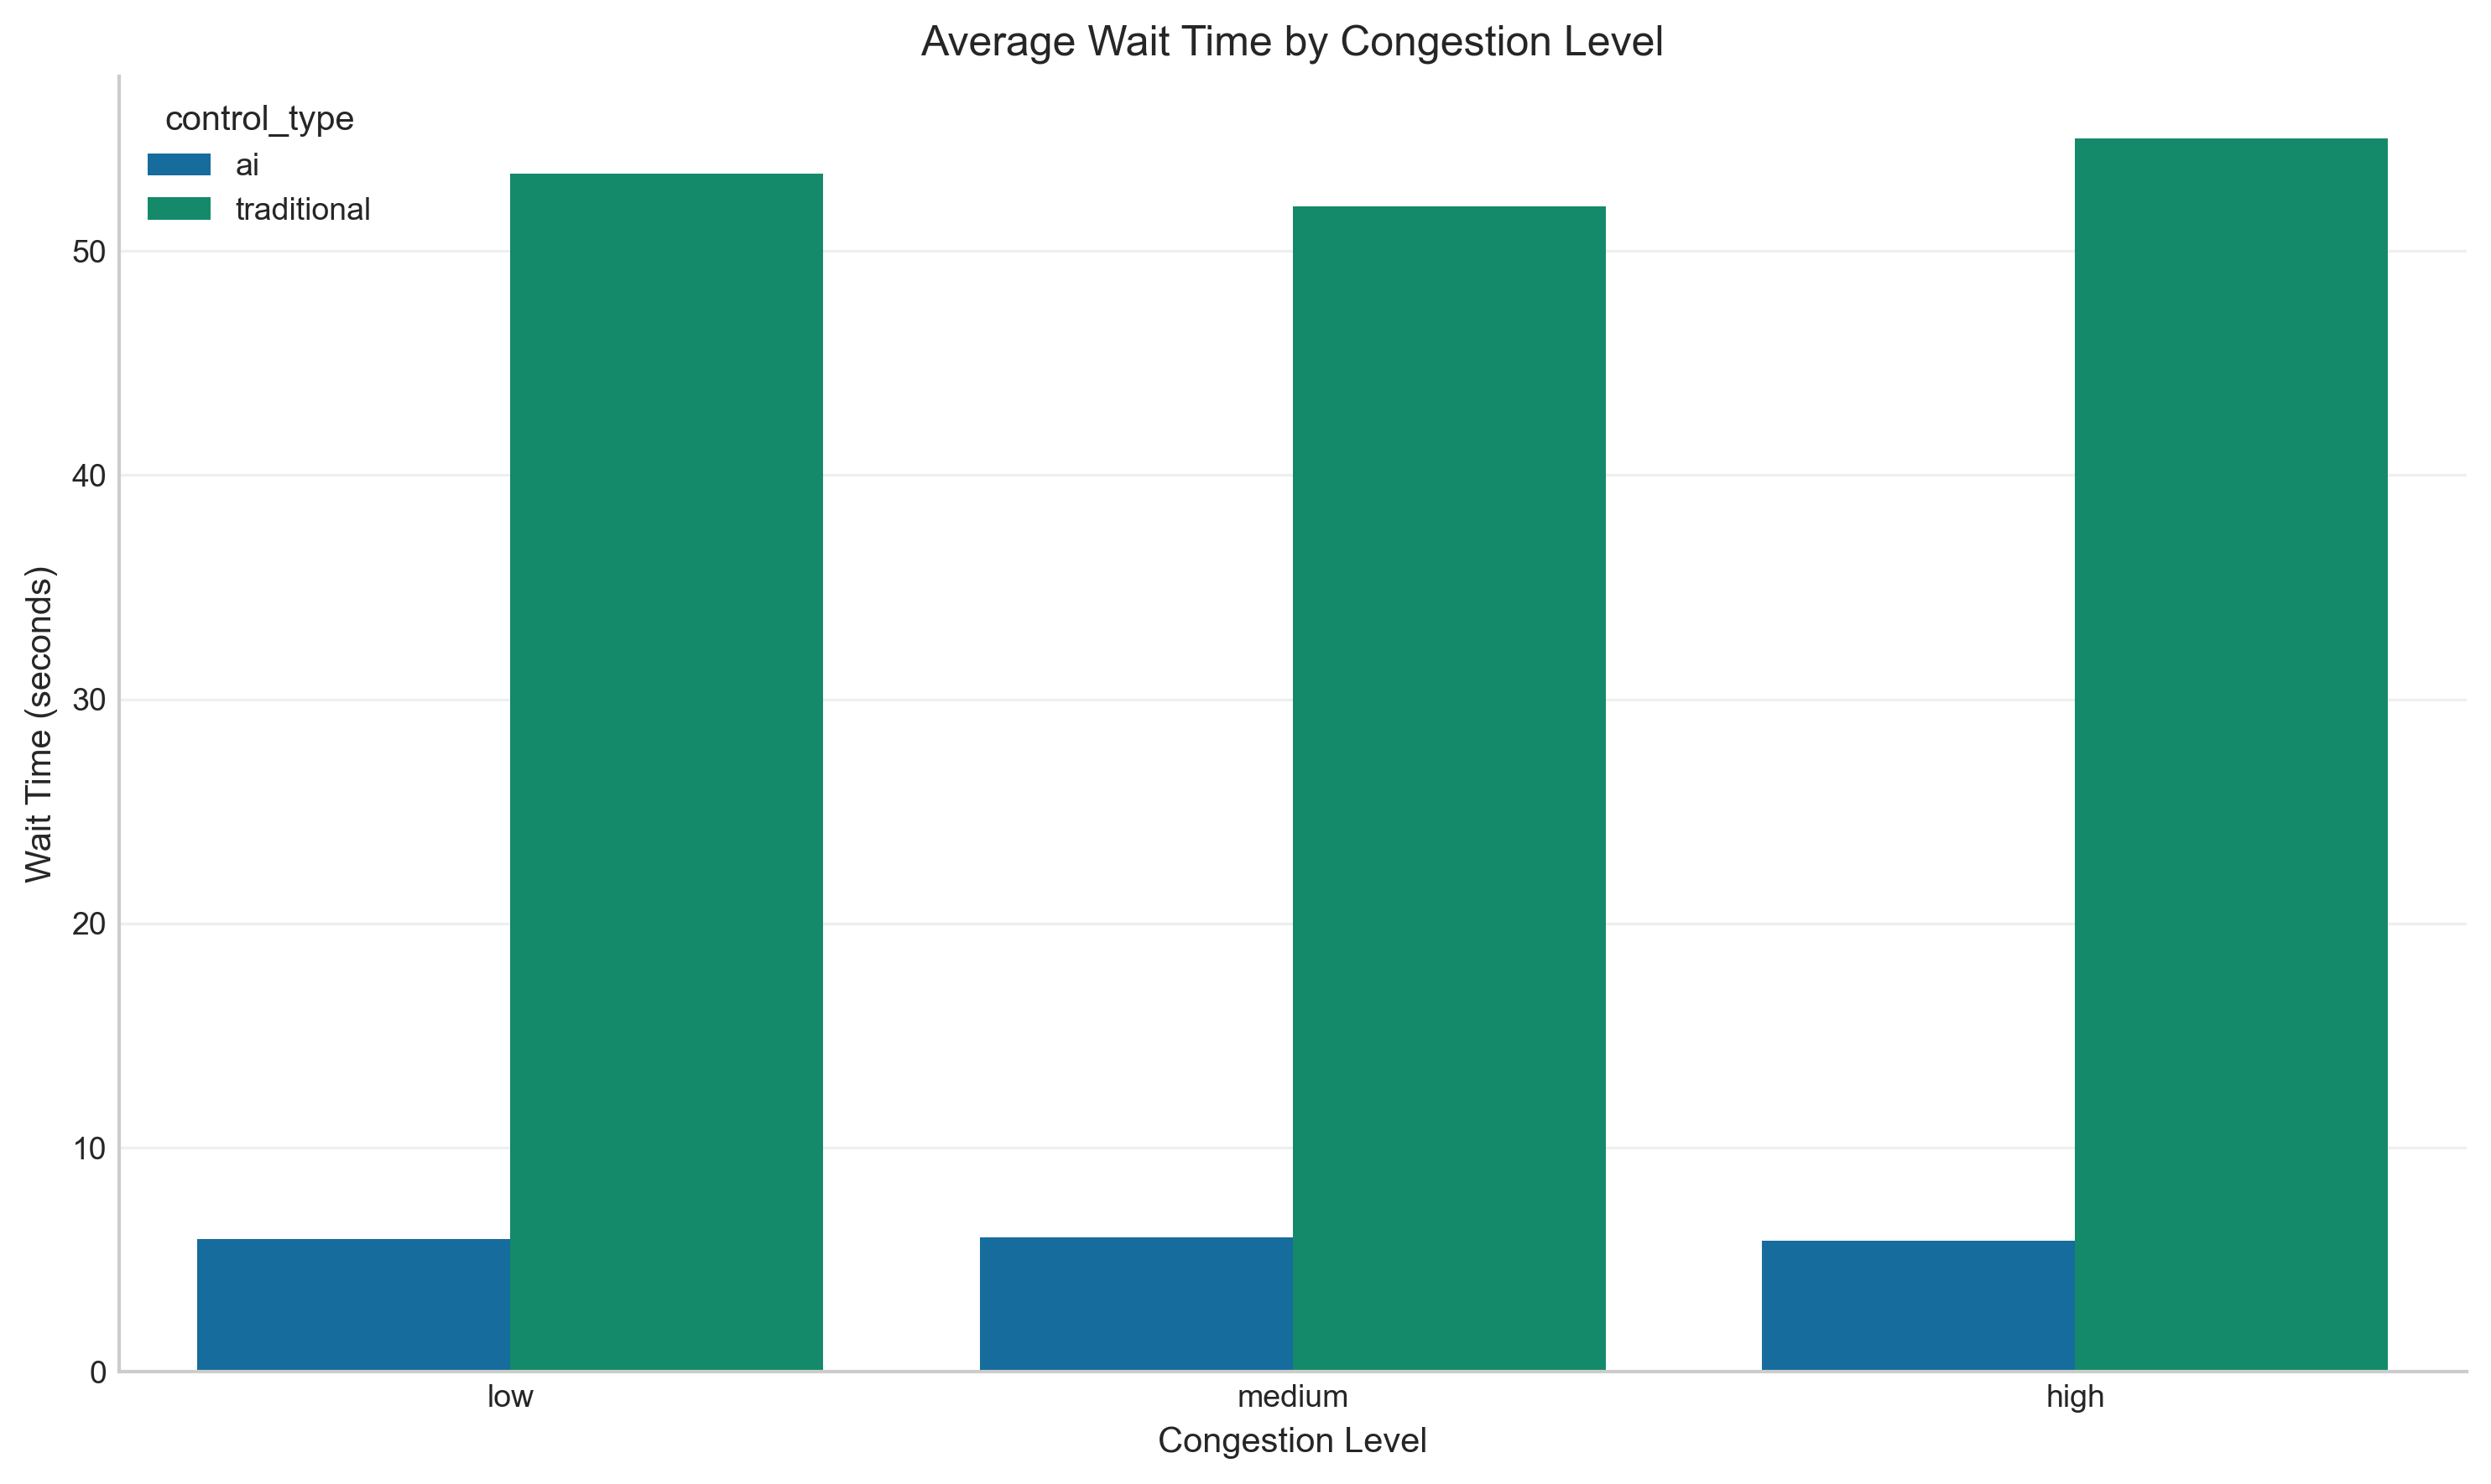 Average Wait Time by Congestion Level
control_type
ai
traditional
50
40
30
20
10
0
Wait Time (seconds)
low
medium
high
Congestion Level